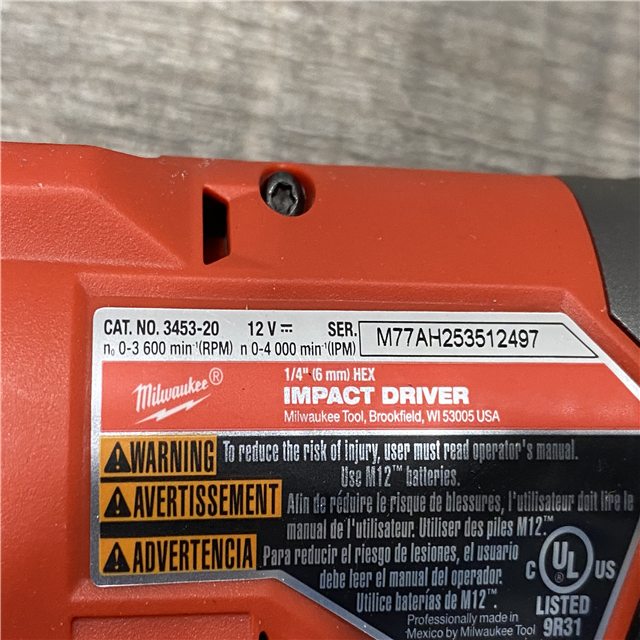 CAT. NO. 3453-20 12 V ⎓ SER. M77AH253512497
n₀ 0-3 600 min⁻¹(RPM) n 0-4 000 min⁻¹(IPM)
Milwaukee®
1/4" (6 mm) HEX
IMPACT DRIVER
Milwaukee Tool, Brookfield, WI 53005 USA
WARNING To reduce the risk of injury, user must read operator's manual.
Use M12™ batteries.
AVERTISSEMENT Afin de réduire le risque de blessures, l'utilisateur doit lire le
manual de l'utilisateur. Utiliser des piles M12™.
ADVERTENCIA Para reducir el riesgo de lesiones, el usuario
debe leer el manual del operador.
Utilice baterías de M12™.
Professionally made in
Mexico by Milwaukee Tool
C UL US
LISTED
9R31